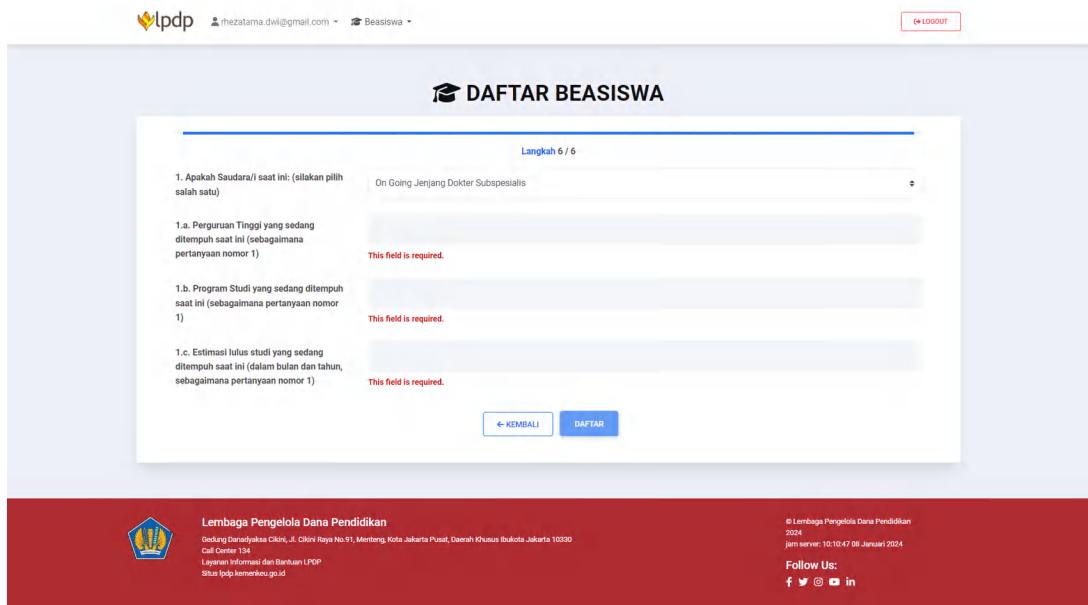 lpdp
rhezatama.dwi@gmail.com
Beasiswa
LOGOUT
DAFTAR BEASISWA
Langkah 6 / 6
1. Apakah Saudara/i saat ini: (silakan pilih
salah satu)
On Going Jenjang Dokter Subspesialis
1.a. Perguruan Tinggi yang sedang
ditempuh saat ini (sebagaimana
pertanyaan nomor 1)
This field is required.
1.b. Program Studi yang sedang ditempuh
saat ini (sebagaimana pertanyaan nomor
1)
This field is required.
1.c. Estimasi lulus studi yang sedang
ditempuh saat ini (dalam bulan dan tahun,
sebagaimana pertanyaan nomor 1)
This field is required.
← KEMBALI
DAFTAR
Lembaga Pengelola Dana Pendidikan
Gedung Danadyaksa Cikini, Jl. Cikini Raya No.91, Menteng, Kota Jakarta Pusat, Daerah Khusus Ibukota Jakarta 10330
Call Center 134
Layanan Informasi dan Bantuan LPDP
Situs lpdp.kemenkeu.go.id
© Lembaga Pengelola Dana Pendidikan
2024
jam server: 10:10:47 08 Januari 2024
Follow Us: